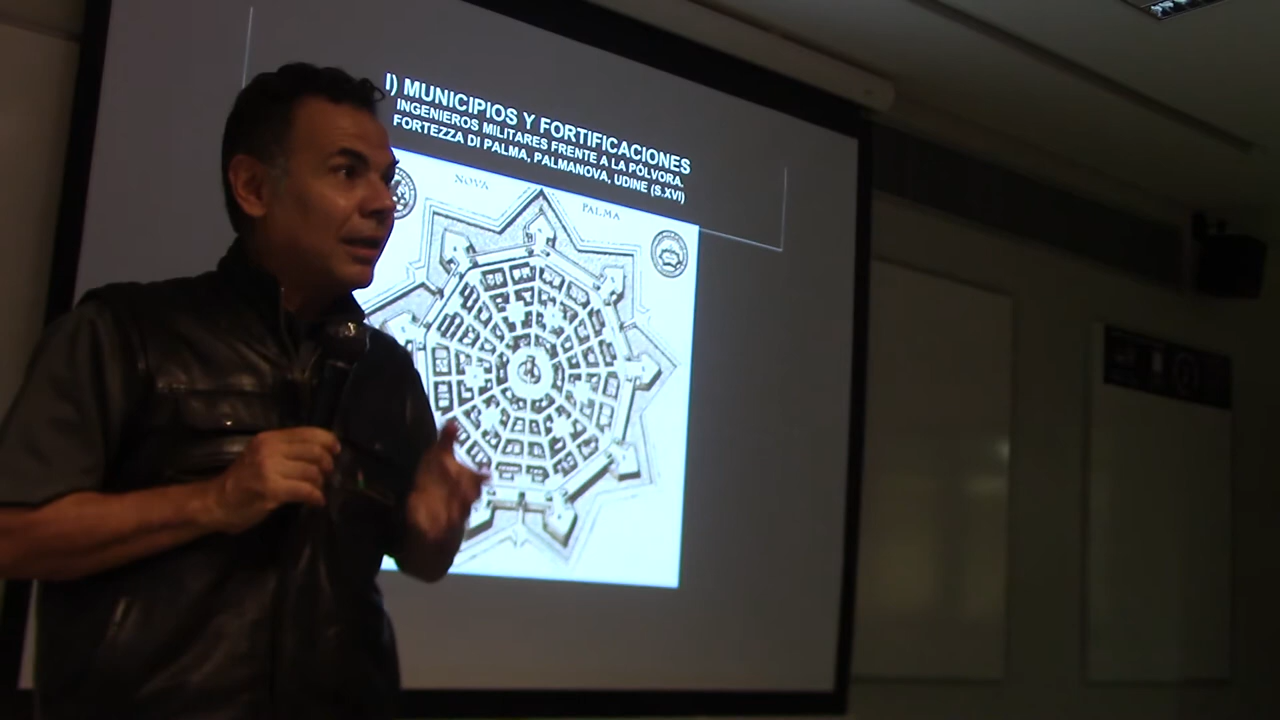 I) MUNICIPIOS Y FORTIFICACIONES
INGENIEROS MILITARES FRENTE A LA PÓLVORA.
FORTEZZA DI PALMA, PALMANOVA, UDINE (S.XVI)
NOVA
PALMA